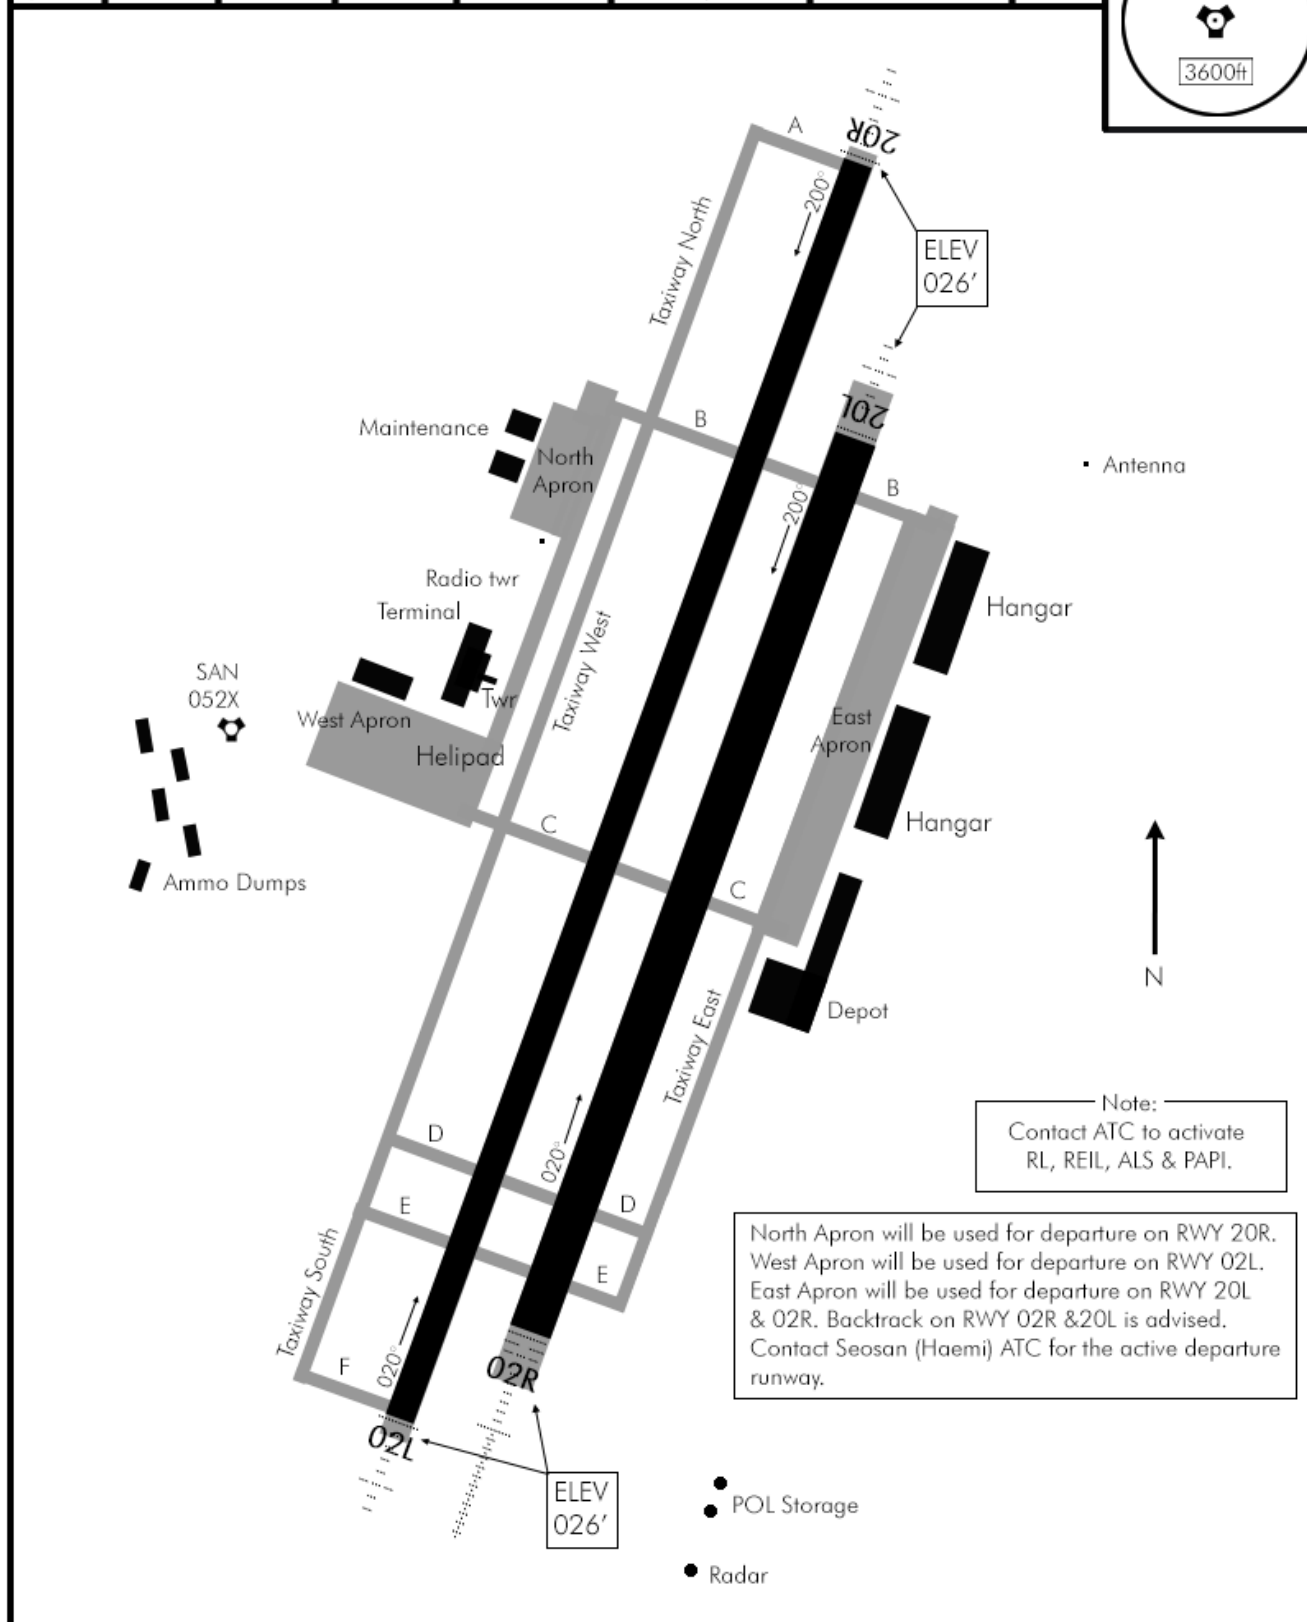 3600ft
20R
A
200°
Taxiway North
ELEV
026’
20L
B
Maintenance
North
Apron
B
Antenna
200°
Radio twr
Terminal
Hangar
Taxiway West
SAN
052X
Twr
West Apron
East
Apron
Helipad
C
Hangar
C
Ammo Dumps
N
Depot
Taxiway East
Note:
Contact ATC to activate
RL, REIL, ALS & PAPI.
D
020°
D
E
E
North Apron will be used for departure on RWY 20R.
West Apron will be used for departure on RWY 02L.
East Apron will be used for departure on RWY 20L
& 02R. Backtrack on RWY 02R &20L is advised.
Contact Seosan (Haemi) ATC for the active departure
runway.
Taxiway South
F
020°
02R
02L
ELEV
026’
POL Storage
Radar